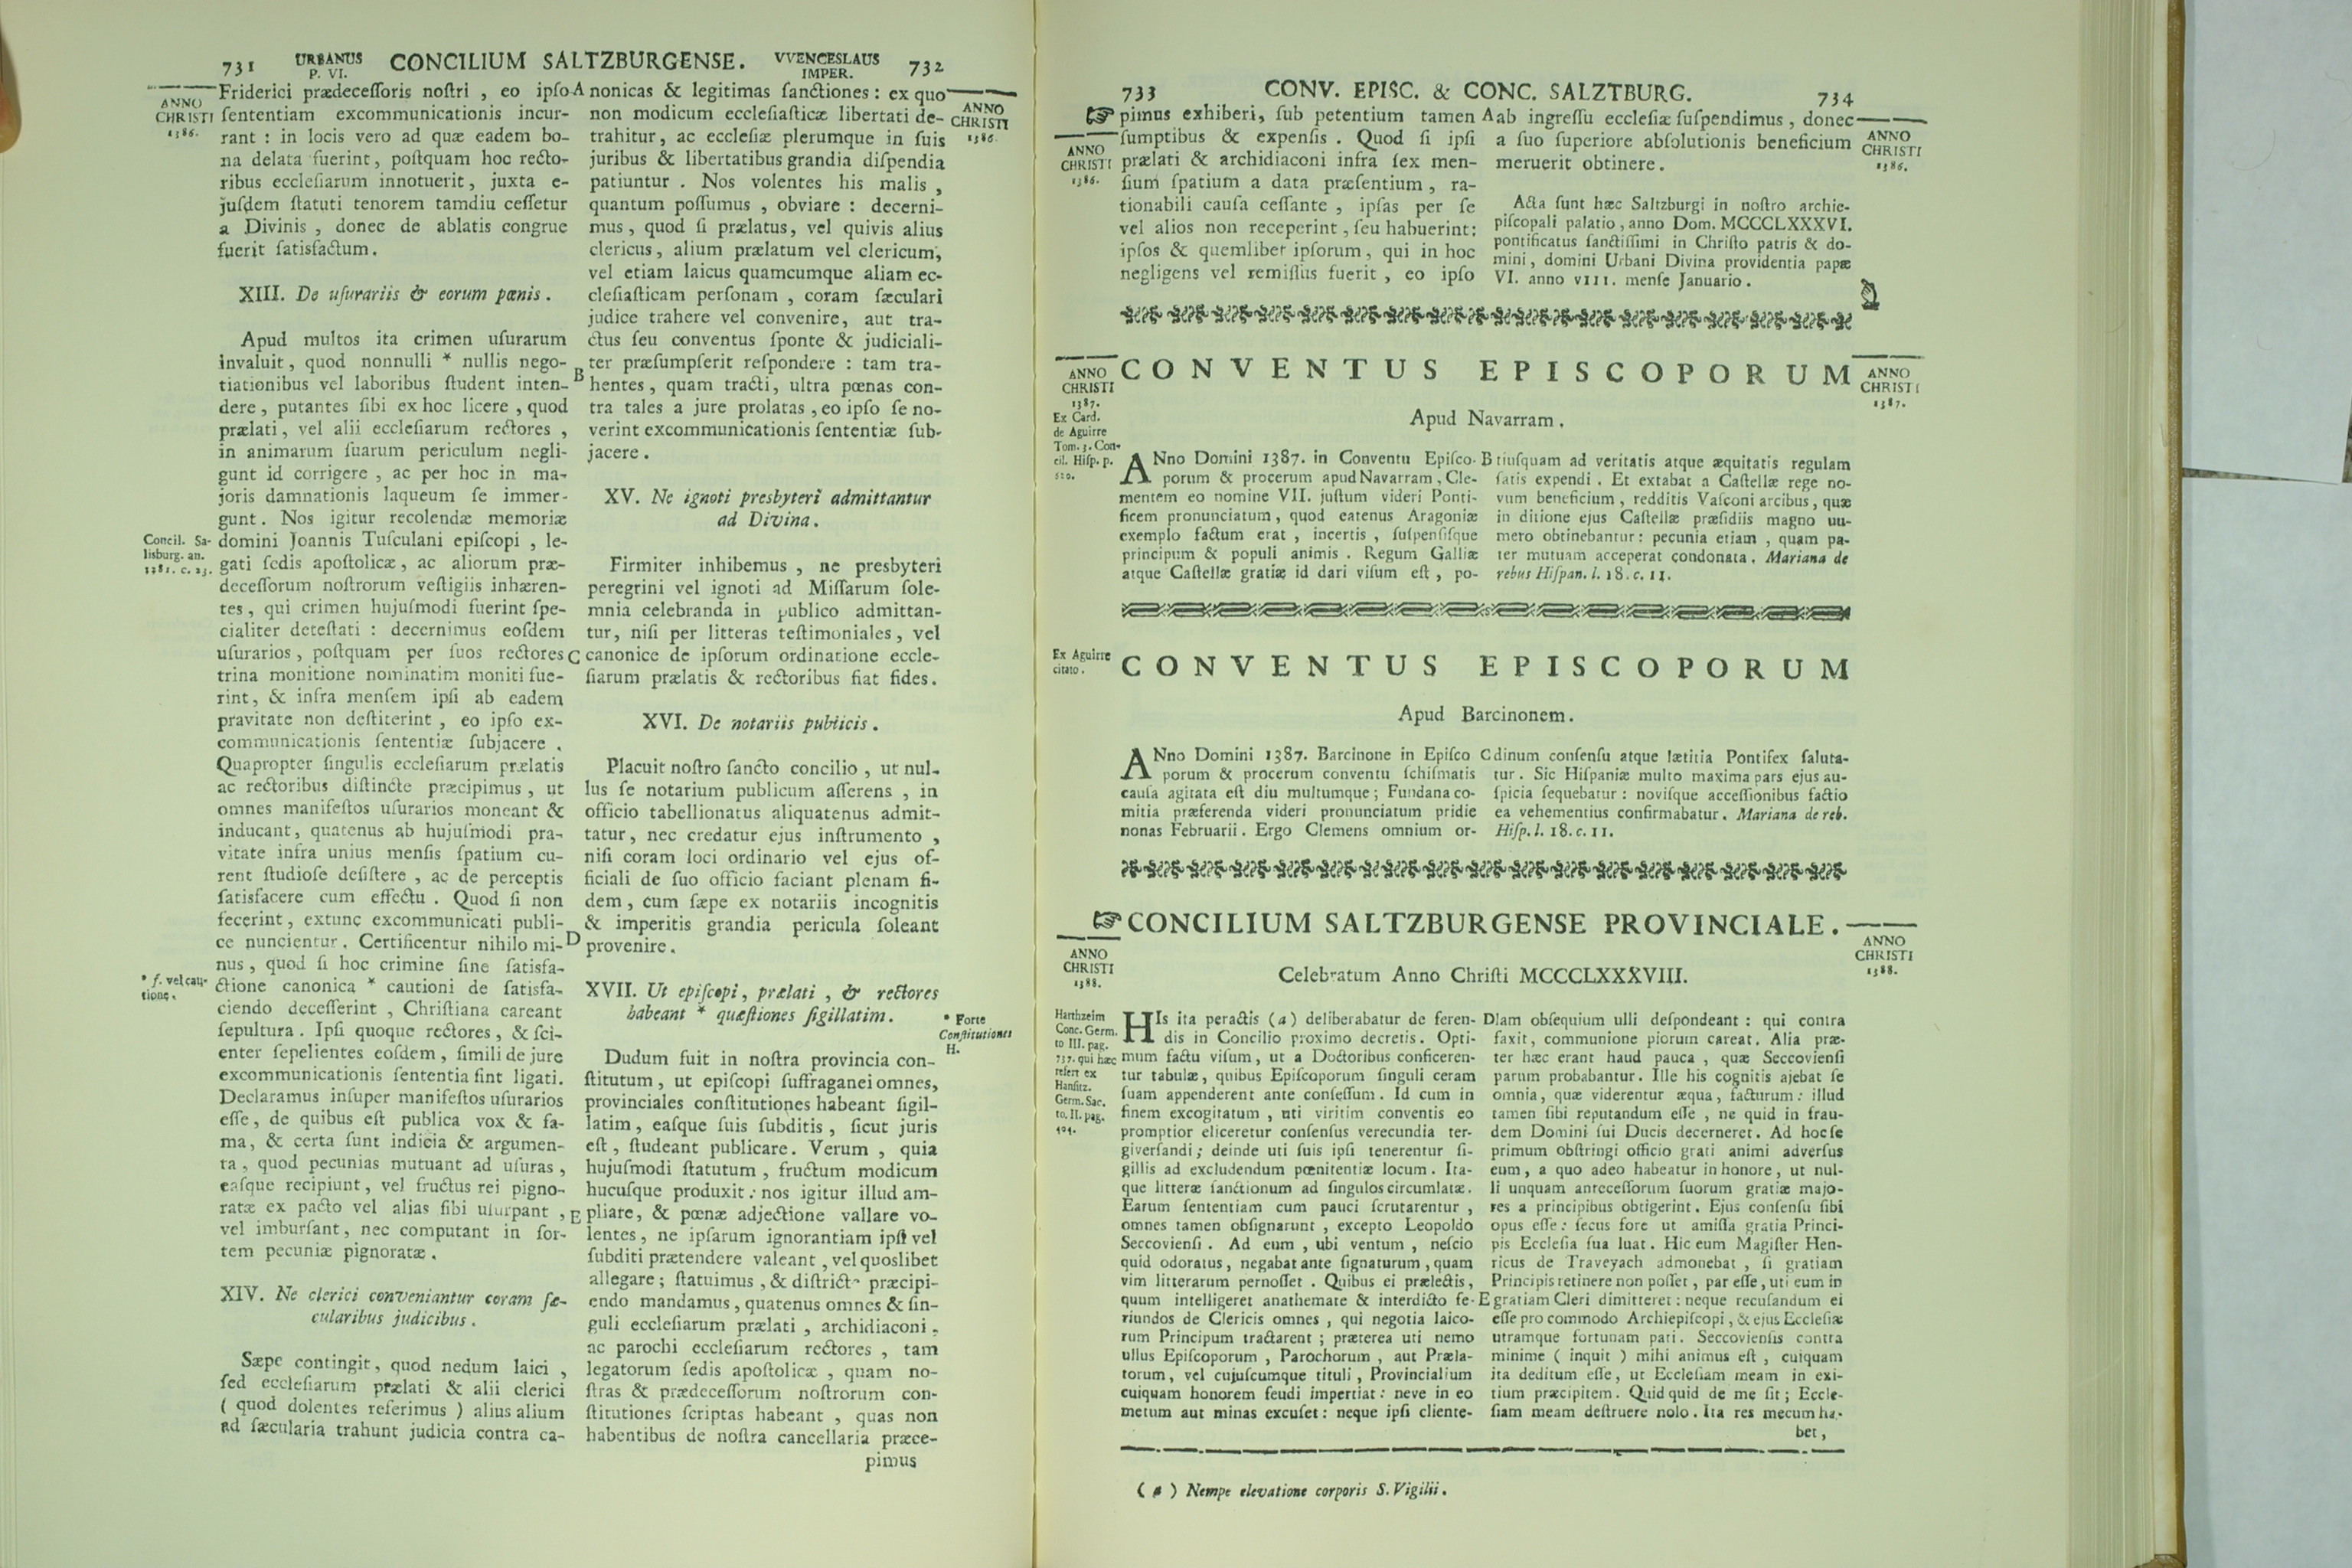 731 URBANUS P. VI. CONCILIUM SALTZBURGENSE. VVENCESLAUS IMPER. 732
ANNO
CHRISTI
1386.
Friderici prædeceſſoris noſtri , eo ipſo
ſententiam excommunicationis incur-
rant : in locis vero ad quæ eadem bo-
na delata fuerint, poſtquam hoc recto-
ribus eccleſiarum innotuerit, juxta e-
juſdem ſtatuti tenorem tamdiu ceſſetur
a Divinis , donec de ablatis congrue
fuerit ſatisfactum.
XIII. De uſurariis & eorum pœnis.
Apud multos ita crimen uſurarum
invaluit, quod nonnulli * nullis nego-
tiationibus vel laboribus ſtudent inten-
dere, putantes ſibi ex hoc licere , quod
prælati, vel alii eccleſiarum rectores ,
in animarum ſuarum periculum negli-
gunt id corrigere , ac per hoc in ma-
joris damnationis laqueum ſe immer-
gunt. Nos igitur recolendæ memoriæ
Concil. Sa-
lisburg. an.
1281. c. 23.
domini Joannis Tuſculani epiſcopi , le-
gati ſedis apoſtolicæ, ac aliorum præ-
deceſſorum noſtrorum veſtigiis inhæren-
tes , qui crimen hujuſmodi fuerint ſpe-
cialiter deteſtati : decernimus eoſdem
uſurarios , poſtquam per ſuos rectores
trina monitione nominatim moniti fue-
rint, & infra menſem ipſi ab eadem
pravitate non deſtiterint , eo ipſo ex-
communicationis ſententiæ ſubjacere .
Quapropter ſingulis eccleſiarum prælatis
ac rectoribus diſtincte præcipimus , ut
omnes manifeſtos uſurarios moneant &
inducant, quatenus ab hujuſmodi pra-
vitate infra unius menſis ſpatium cu-
rent ſtudioſe deſiſtere , ac de perceptis
ſatisfacere cum effectu . Quod ſi non
fecerint, extunc excommunicati publi-
ce nuncientur. Certificentur nihilo mi-
nus , quod ſi hoc crimine ſine ſatisfa-
* f. vel cau-
tione.
ctione canonica * cautioni de ſatisfa-
ciendo deceſſerint , Chriſtiana careant
ſepultura . Ipſi quoque rectores , & ſci-
enter ſepelientes eoſdem , ſimili de jure
excommunicationis ſententia ſint ligati.
Declaramus inſuper manifeſtos uſurarios
eſſe, de quibus eſt publica vox & fa-
ma, & certa ſunt indicia & argumen-
ta , quod pecunias mutuant ad uſuras ,
eaſque recipiunt, vel fructus rei pigno-
ratæ ex pacto vel alias ſibi uſurpant ,
vel imburſant, nec computant in ſor-
tem pecuniæ pignoratæ .
XIV. Ne clerici conveniantur coram ſæ-
cularibus judicibus .
Sæpe contingit, quod nedum laici ,
ſed eccleſiarum prælati & alii clerici
( quod dolentes referimus ) alius alium
ad ſæcularia trahunt judicia contra ca-
A
B
C
D
E
nonicas & legitimas ſanctiones : ex quo
non modicum eccleſiaſticæ libertati de-
trahitur, ac eccleſiæ plerumque in ſuis
juribus & libertatibus grandia diſpendia
patiuntur . Nos volentes his malis ,
quantum poſſumus , obviare : decerni-
mus , quod ſi prælatus, vel quivis alius
clericus , alium prælatum vel clericum,
vel etiam laicus quamcumque aliam ec-
cleſiaſticam perſonam , coram ſæculari
judice trahere vel convenire, aut tra-
ctus ſeu conventus ſponte & judiciali-
ter præſumpſerit reſpondere : tam tra-
hentes , quam tracti, ultra pœnas con-
tra tales a jure prolatas , eo ipſo ſe no-
verint excommunicationis ſententiæ ſub-
jacere .
XV. Ne ignoti presbyteri admittantur
ad Divina.
Firmiter inhibemus , ne presbyteri
peregrini vel ignoti ad Miſſarum ſole-
mnia celebranda in publico admittan-
tur, niſi per litteras teſtimoniales , vel
canonice de ipſorum ordinatione eccle-
ſiarum prælatis & rectoribus fiat fides.
XVI. De notariis publicis .
Placuit noſtro ſancto concilio , ut nul-
lus ſe notarium publicum aſſerens , in
officio tabellionatus aliquatenus admit-
tatur, nec credatur ejus inſtrumento ,
niſi coram loci ordinario vel ejus of-
ficiali de ſuo officio faciant plenam fi-
dem , cum ſæpe ex notariis incognitis
& imperitis grandia pericula ſoleant
provenire.
XVII. Ut epiſcopi, prælati , & rectores
habeant * quæſtiones ſigillatim.
* Forte
Conſtitutiones
H.
Dudum fuit in noſtra provincia con-
ſtitutum , ut epiſcopi ſuffraganei omnes,
provinciales conſtitutiones habeant ſigil-
latim, eaſque ſuis ſubditis , ſicut juris
eſt , ſtudeant publicare. Verum , quia
hujuſmodi ſtatutum , fructum modicum
hucuſque produxit : nos igitur illud am-
pliare, & pœnæ adjectione vallare vo-
lentes, ne ipſarum ignorantiam ipſi vel
ſubditi prætendere valeant , vel quoslibet
allegare; ſtatuimus , & diſtricte præcipi-
endo mandamus , quatenus omnes & ſin-
guli eccleſiarum prælati , archidiaconi ,
ac parochi eccleſiarum rectores , tam
legatorum ſedis apoſtolicæ , quam no-
ſtras & prædeceſſorum noſtrorum con-
ſtitutiones ſcriptas habeant , quas non
habentibus de noſtra cancellaria præce-
pimus
ANNO
CHRISTI
1386.
733 CONV. EPISC. & CONC. SALZTBURG. 734
ANNO
CHRISTI
1386.
pimus exhiberi, ſub petentium tamen
ſumptibus & expenſis . Quod ſi ipſi
prælati & archidiaconi infra ſex men-
ſium ſpatium a data præſentium , ra-
tionabili cauſa ceſſante , ipſas per ſe
vel alios non receperint , ſeu habuerint;
ipſos & quemlibet ipſorum , qui in hoc
negligens vel remiſſus fuerit , eo ipſo
A
ab ingreſſu eccleſiæ ſuſpendimus , donec
a ſuo ſuperiore abſolutionis beneficium
meruerit obtinere .
Acta ſunt hæc Saltzburgi in noſtro archie-
piſcopali palatio , anno Dom. MCCCLXXXVI.
pontificatus ſanctiſſimi in Chriſto patris & do-
mini , domini Urbani Divina providentia papæ
VI. anno VIII. menſe Januario .
ANNO
CHRISTI
1386.
ANNO
CHRISTI
1387.
CONVENTUS EPISCOPORUM
ANNO
CHRISTI
1387.
Apud Navarram .
Ex Card.
de Aguirre
Tom. 3. Con-
cil. Hiſp. p.
620.
ANno Domini 1387. in Conventu Epiſco-
porum & procerum apud Navarram , Cle-
mentem eo nomine VII. juſtum videri Ponti-
ficem pronunciatum , quod eatenus Aragoniæ
exemplo factum erat , incertis , ſuſpenſiſque
principum & populi animis . Regum Galliæ
atque Caſtellæ gratiæ id dari viſum eſt , po-
B
tiuſquam ad veritatis atque æquitatis regulam
ſatis expendi . Et extabat a Caſtellæ rege no-
vum beneficium , redditis Vaſconi arcibus, quæ
in ditione ejus Caſtellæ præſidiis magno uu-
mero obtinebantur : pecunia etiam , quam pa-
ter mutuam acceperat condonata. Mariana de
rebus Hiſpan. l. 18. c. 11.
Ex Aguirre
citato .
CONVENTUS EPISCOPORUM
Apud Barcinonem .
ANno Domini 1387. Barcinone in Epiſco
porum & procerum conventu ſchiſmatis
cauſa agitata eſt diu multumque ; Fundana co-
mitia præferenda videri pronunciatum pridie
nonas Februarii . Ergo Clemens omnium or-
C
dinum conſenſu atque lætitia Pontifex ſaluta-
tur . Sic Hiſpaniæ multo maxima pars ejus au-
ſpicia ſequebatur : noviſque acceſſionibus factio
ea vehementius confirmabatur. Mariana de reb.
Hiſp. l. 18. c. 11.
CONCILIUM SALTZBURGENSE PROVINCIALE.
ANNO
CHRISTI
1388.
ANNO
CHRISTI
1388.
Celebratum Anno Chriſti MCCCLXXXVIII.
Harthzeim
Conc. Germ.
to III. pag.
737. qui hæc
refert ex
Hanſitz.
Germ. Sac.
to. II. pag.
HIs ita peractis (a) deliberabatur de feren-
dis in Concilio proximo decretis. Opti-
mum factu viſum , ut a Doctoribus conficeren-
tur tabulæ , quibus Epiſcoporum ſinguli ceram
ſuam appenderent ante conſeſſum . Id cum in
finem excogitatum , uti viritim conventis eo
promptior eliceretur conſenſus verecundia ter-
giverſandi ; deinde uti ſuis ipſi tenerentur ſi-
gillis ad excludendum pœnitentiæ locum . Ita-
que litteræ ſanctionum ad ſingulos circumlatæ.
Earum ſententiam cum pauci ſcrutarentur ,
omnes tamen obſignarunt , excepto Leopoldo
Seccovienſi . Ad eum , ubi ventum , neſcio
quid odoratus, negabat ante ſignaturum , quam
vim litterarum pernoſſet . Quibus ei prælectis,
quum intelligeret anathemate & interdicto fe-
riundos de Clericis omnes , qui negotia laico-
rum Principum tractarent ; præterea uti nemo
ullus Epiſcoporum , Parochorum , aut Præla-
torum, vel cujuſcumque tituli , Provincialium
cuiquam honorem feudi impertiat : neve in eo
metum aut minas excuſet : neque ipſi cliente-
D
E
lam obſequium ulli deſpondeant : qui contra
faxit, communione piorum careat. Alia præ-
ter hæc erant haud pauca , quæ Seccovienſi
parum probabantur. Ille his cognitis ajebat ſe
omnia, quæ viderentur æqua, facturum : illud
tamen ſibi reputandum eſſe , ne quid in frau-
dem Domini ſui Ducis decerneret. Ad hoc ſe
primum obſtringi officio grati animi adverſus
eum, a quo adeo habeatur in honore, ut nul-
li unquam anteceſſorum ſuorum gratiæ majo-
res a principibus obtigerint. Ejus conſenſu ſibi
opus eſſe : ſecus fore ut amiſſa gratia Princi-
pis Eccleſia ſua luat. Hic eum Magiſter Hen-
ricus de Traveyach admonebat , ſi gratiam
Principis retinere non poſſet , par eſſe , uti eum in
gratiam Cleri dimitteret : neque recuſandum ei
eſſe pro commodo Archiepiſcopi , & ejus Eccleſiæ
utramque fortunam pati. Seccovienſis contra
minime ( inquit ) mihi animus eſt , cuiquam
ita deditum eſſe , ut Eccleſiam meam in exi-
tium præcipitem. Quid quid de me ſit ; Eccle-
ſiam meam deſtruere nolo . Ita res mecum ha-
bet ,
( a ) Nempe elevatione corporis S. Vigilii .